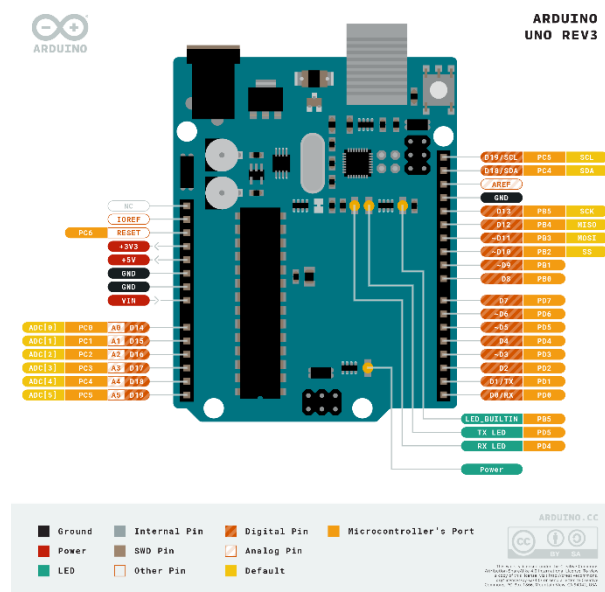 ARDUINO
ARDUINO
UNO REV3
D19/SCL PC5 SCL
D18/SDA PC4 SDA
AREF
GND
D13 PB5 SCK
D12 PB4 MISO
~D11 PB3 MOSI
~D10 PB2 SS
~D9 PB1
D8 PB0
D7 PD7
~D6 PD6
~D5 PD5
D4 PD4
~D3 PD3
D2 PD2
D1/TX PD1
D0/RX PD0
NC
IOREF
PC6 RESET
+3V3
+5V
GND
GND
VIN
ADC[0] PC0 A0 D14
ADC[1] PC1 A1 D15
ADC[2] PC2 A2 D16
ADC[3] PC3 A3 D17
ADC[4] PC4 A4 D18
ADC[5] PC5 A5 D19
LED_BUILTIN PB5
TX LED PD5
RX LED PD4
Power
Ground
Power
LED
Internal Pin
SWD Pin
Other Pin
Digital Pin
Analog Pin
Default
Microcontroller's Port
ARDUINO.CC
CC
BY SA